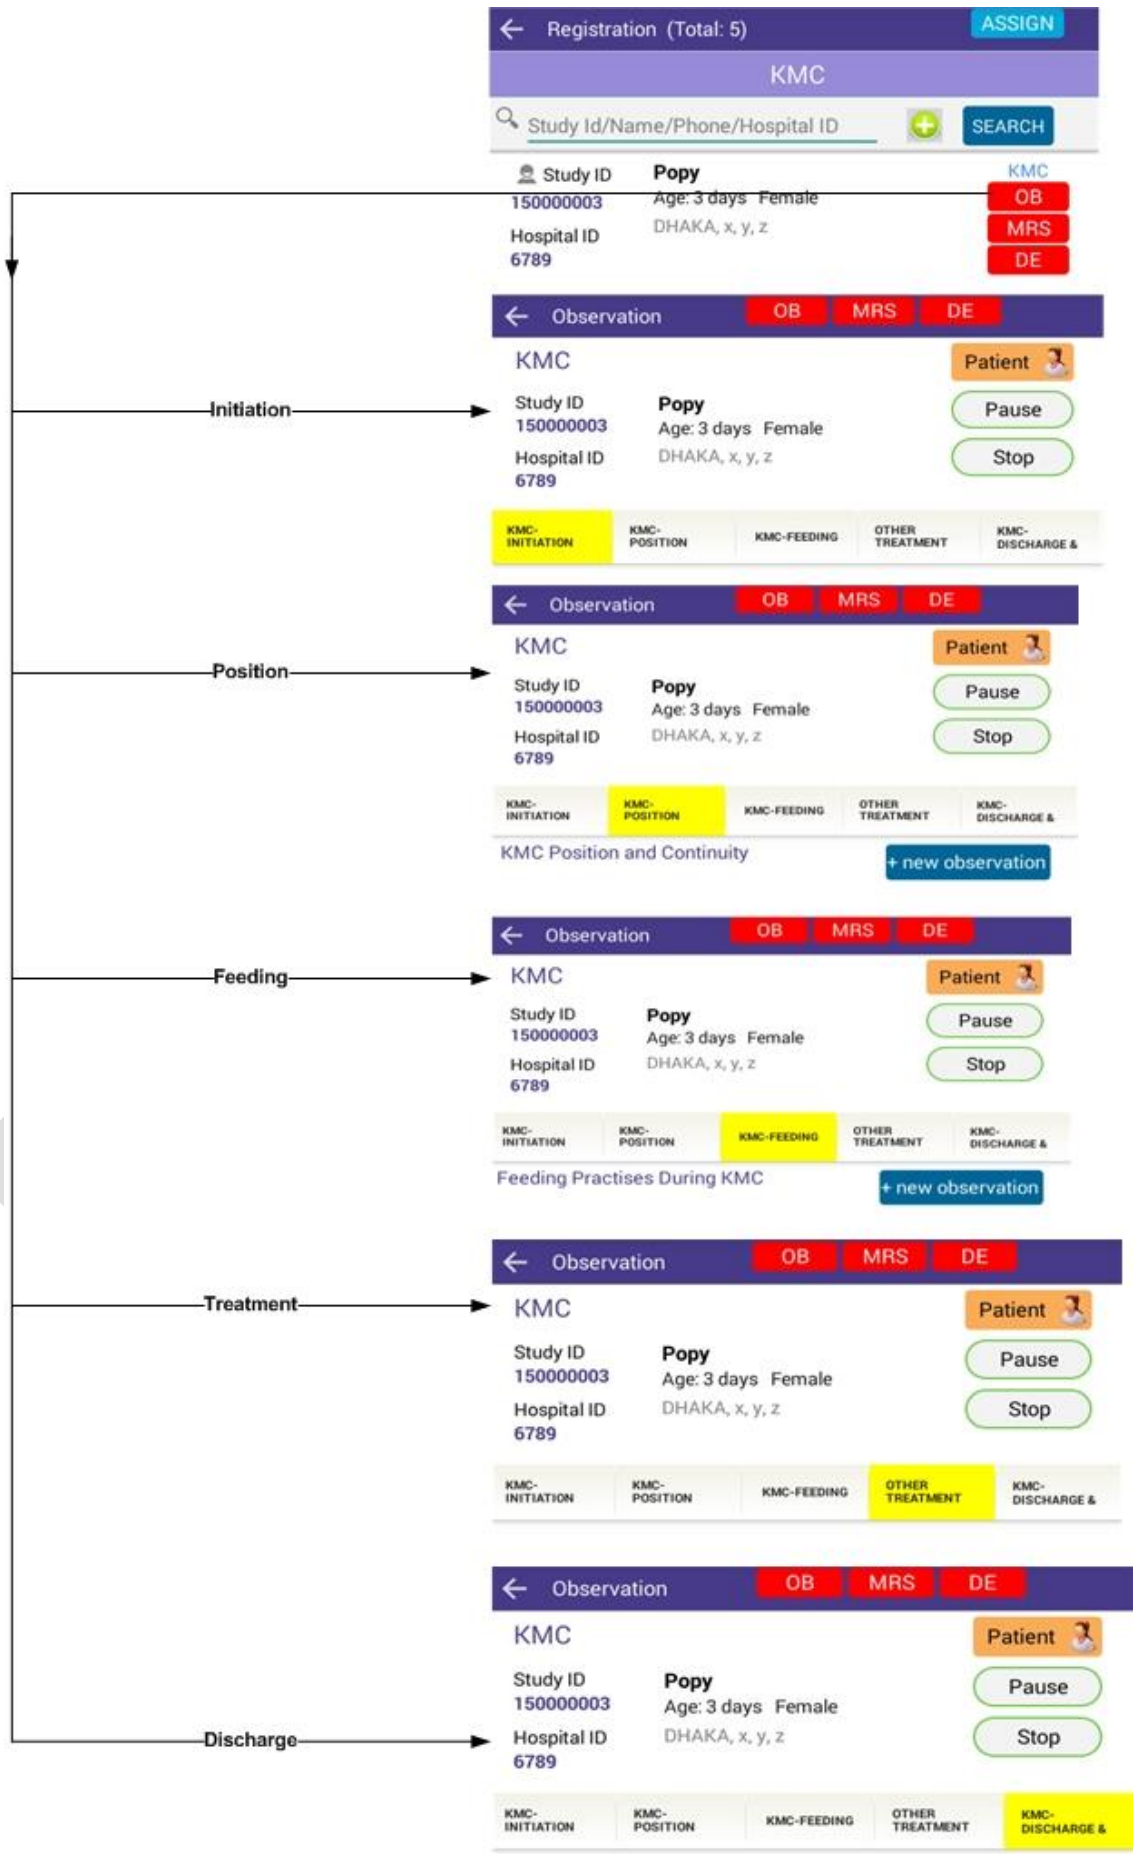 Registration (Total: 5) ASSIGN
KMC
Study Id/Name/Phone/Hospital ID SEARCH
Study ID Popy KMC
150000003 Age: 3 days Female OB
Hospital ID DHAKA, x, y, z MRS
6789 DE
Observation OB MRS DE
KMC Patient
Initiation
Study ID Popy Pause
150000003 Age: 3 days Female
Hospital ID DHAKA, x, y, z Stop
6789
KMC- KMC- KMC-FEEDING OTHER KMC-
INITIATION POSITION TREATMENT DISCHARGE &
Observation OB MRS DE
KMC Patient
Position
Study ID Popy Pause
150000003 Age: 3 days Female
Hospital ID DHAKA, x, y, z Stop
6789
KMC- KMC- KMC-FEEDING OTHER KMC-
INITIATION POSITION TREATMENT DISCHARGE &
KMC Position and Continuity + new observation
Observation OB MRS DE
KMC Patient
Feeding
Study ID Popy Pause
150000003 Age: 3 days Female
Hospital ID DHAKA, x, y, z Stop
6789
KMC- KMC- KMC-FEEDING OTHER KMC-
INITIATION POSITION TREATMENT DISCHARGE &
Feeding Practises During KMC + new observation
Observation OB MRS DE
KMC Patient
Treatment
Study ID Popy Pause
150000003 Age: 3 days Female
Hospital ID DHAKA, x, y, z Stop
6789
KMC- KMC- KMC-FEEDING OTHER KMC-
INITIATION POSITION TREATMENT DISCHARGE &
Observation OB MRS DE
KMC Patient
Study ID Popy Pause
150000003 Age: 3 days Female
Discharge
Hospital ID DHAKA, x, y, z Stop
6789
KMC- KMC- KMC-FEEDING OTHER KMC-
INITIATION POSITION TREATMENT DISCHARGE &